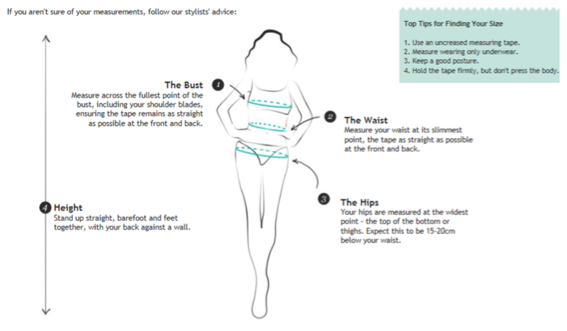 If you aren't sure of your measurements, follow our stylists' advice:
Top Tips for Finding Your Size
1. Use an uncreased measuring tape.
2. Measure wearing only underwear.
3. Keep a good posture.
4. Hold the tape firmly, but don't press the body.
The Bust 1
Measure across the fullest point of the
bust, including your shoulder blades,
ensuring the tape remains as straight
as possible at the front and back.
2 The Waist
Measure your waist at its slimmest
point, the tape as straight as possible
at the front and back.
3 The Hips
Your hips are measured at the widest
point - the top of the bottom or
thighs. Expect this to be 15-20cm
below your waist.
4 Height
Stand up straight, barefoot and feet
together, with your back against a wall.